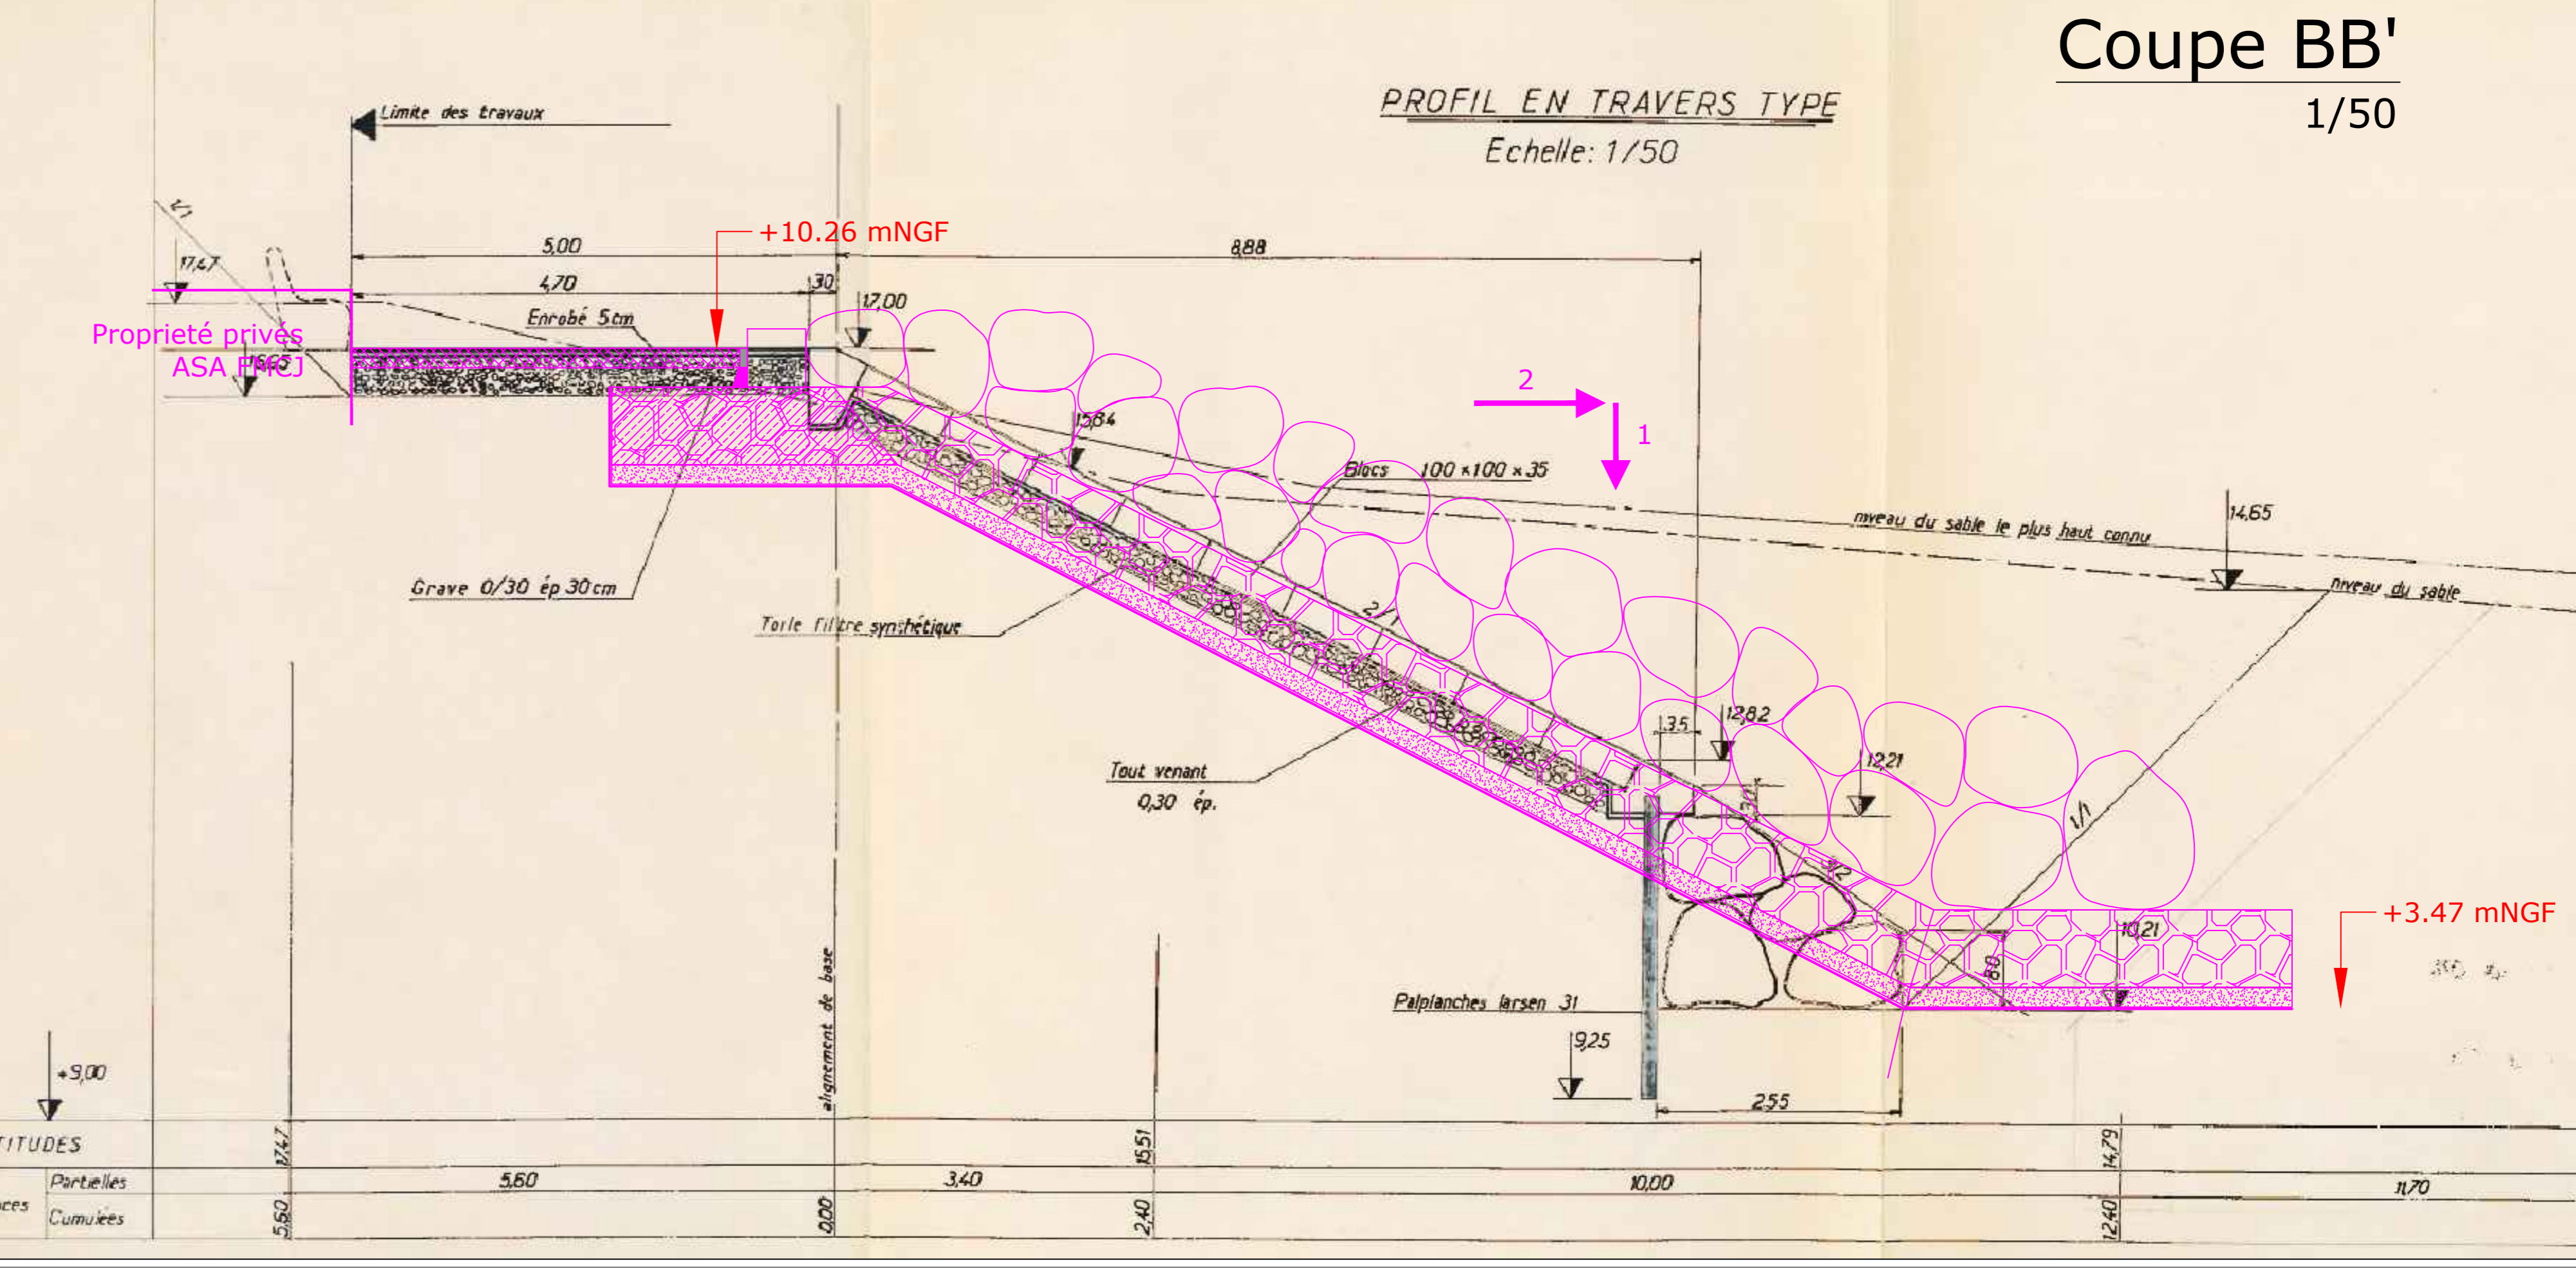 Coupe BB'
1/50
PROFIL EN TRAVERS TYPE
Echelle: 1/50
Limite des travaux
1/1
17,47
5,00
+10.26 mNGF
8,88
4,70
30
17,00
Enrobé 5cm
Proprieté privés
ASA FMCJ
2
1
15,84
Blocs 100 x 100 x 35
niveau du sable le plus haut connu
14,65
niveau du sable
Grave 0/30 ép 30cm
Toile filtre synthétique
2/1
35
12,82
12,21
Tout venant
0,30 ép.
1/1
3/2
+3.47 mNGF
10,21
80
Palplanches larsen 31
9,25
255
alignement de base
+9,00
TITUDES
17,47
15,51
14,79
Partielles
5,60
3,40
10,00
11,70
Cumulées
5,60
0,00
2,40
12,40